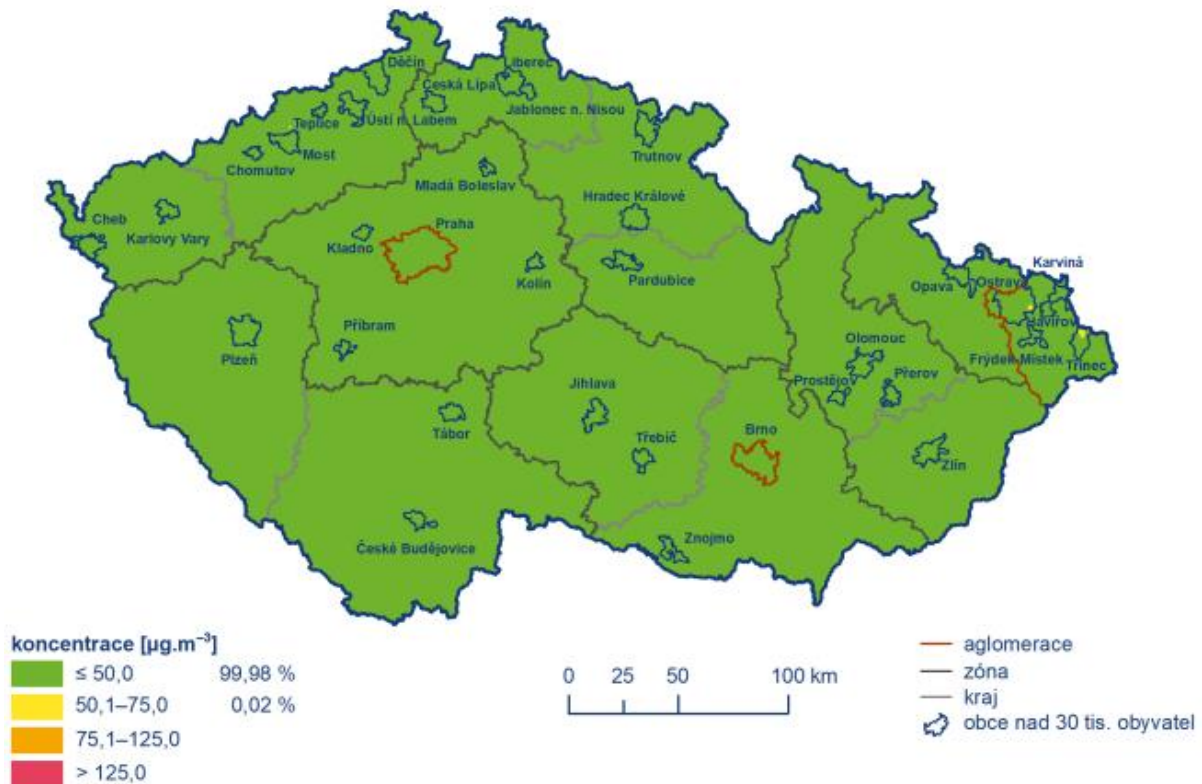 Děčín
Iberec
Česká Lípa
Jablonec n. Nisou
Teplice
Ústí n. Labem
Most
Chomutov
Trutnov
Mladá Boleslav
Hradec Králové
Cheb
Karlovy Vary
Praha
Kladno
Kolín
Pardubice
Karviná
Opava
Ostrava
Havířov
Příbram
Plzeň
Olomouc
Frýdek-Místek
Třinec
Jihlava
Prostějov
Přerov
Tábor
Třebíč
Brno
Zlín
České Budějovice
Znojmo
koncentrace [µg.m⁻³]
≤ 50,0 99,98 %
50,1–75,0 0,02 %
75,1–125,0
> 125,0
0 25 50 100 km
aglomerace
zóna
kraj
obce nad 30 tis. obyvatel